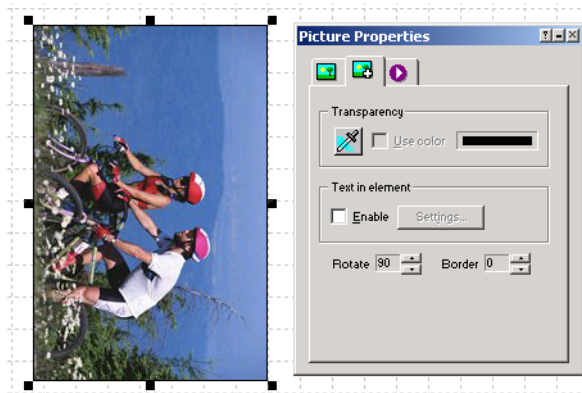 Picture Properties
Transparency
Use color
Text in element
Enable Settings...
Rotate 90 Border 0